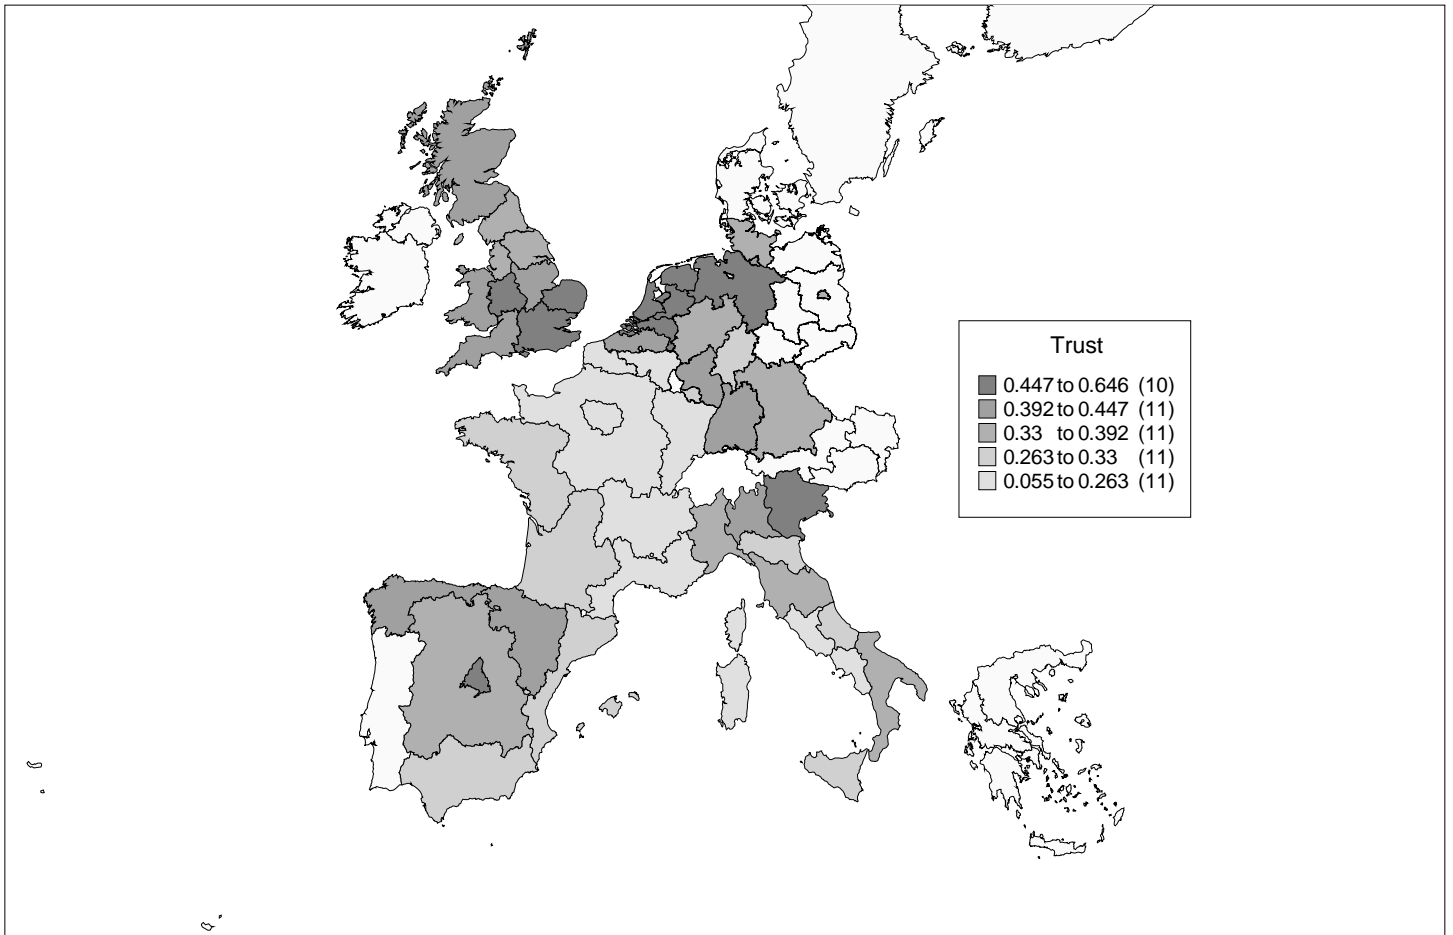 Trust
0.447 to 0.646 (10)
0.392 to 0.447 (11)
0.33 to 0.392 (11)
0.263 to 0.33 (11)
0.055 to 0.263 (11)